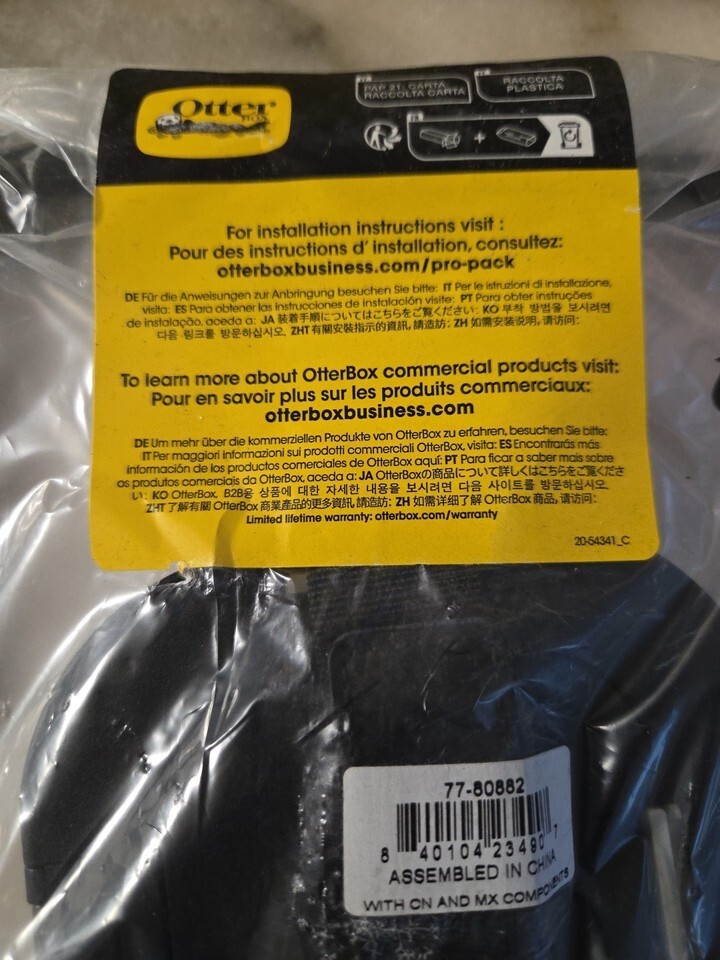 Otter
BOX
PAP 21: CARTA
RACCOLTA CARTA
RACCOLTA
PLASTICA
FR
+
For installation instructions visit :
Pour des instructions d' installation, consultez:
otterboxbusiness.com/pro-pack
DE Für die Anweisungen zur Anbringung besuchen Sie bitte: IT Per le istruzioni di installazione,
visita: ES Para obtener las instrucciones de instalación visite: PT Para obter instruções
de instalação, aceda a: JA 装着手順についてはこちらをご覧ください: KO 부착 방법을 보시려면
다음 링크를 방문하십시오. ZHT 有關安裝指示的資訊, 請造訪: ZH 如需安装说明, 请访问:
To learn more about OtterBox commercial products visit:
Pour en savoir plus sur les produits commerciaux:
otterboxbusiness.com
DE Um mehr über die kommerziellen Produkte von OtterBox zu erfahren, besuchen Sie bitte:
IT Per maggiori informazioni sui prodotti commerciali OtterBox, visita: ES Encontrarás más
información de los productos comerciales de OtterBox aquí: PT Para ficar a saber mais sobre
os produtos comerciais da OtterBox, aceda a: JA OtterBoxの商品について詳しくはこちらをご覧くださ
い: KO OtterBox, B2B용 상품에 대한 자세한 내용을 보시려면 다음 사이트를 방문하십시오.
ZHT 了解有關 OtterBox 商業產品的更多資訊, 請造訪: ZH 如需详细了解 OtterBox 商品, 请访问:
Limited lifetime warranty: otterbox.com/warranty
20-54341_C
77-80882
8 40104 23490 7
ASSEMBLED IN CHINA
WITH CN AND MX COMPONENTS